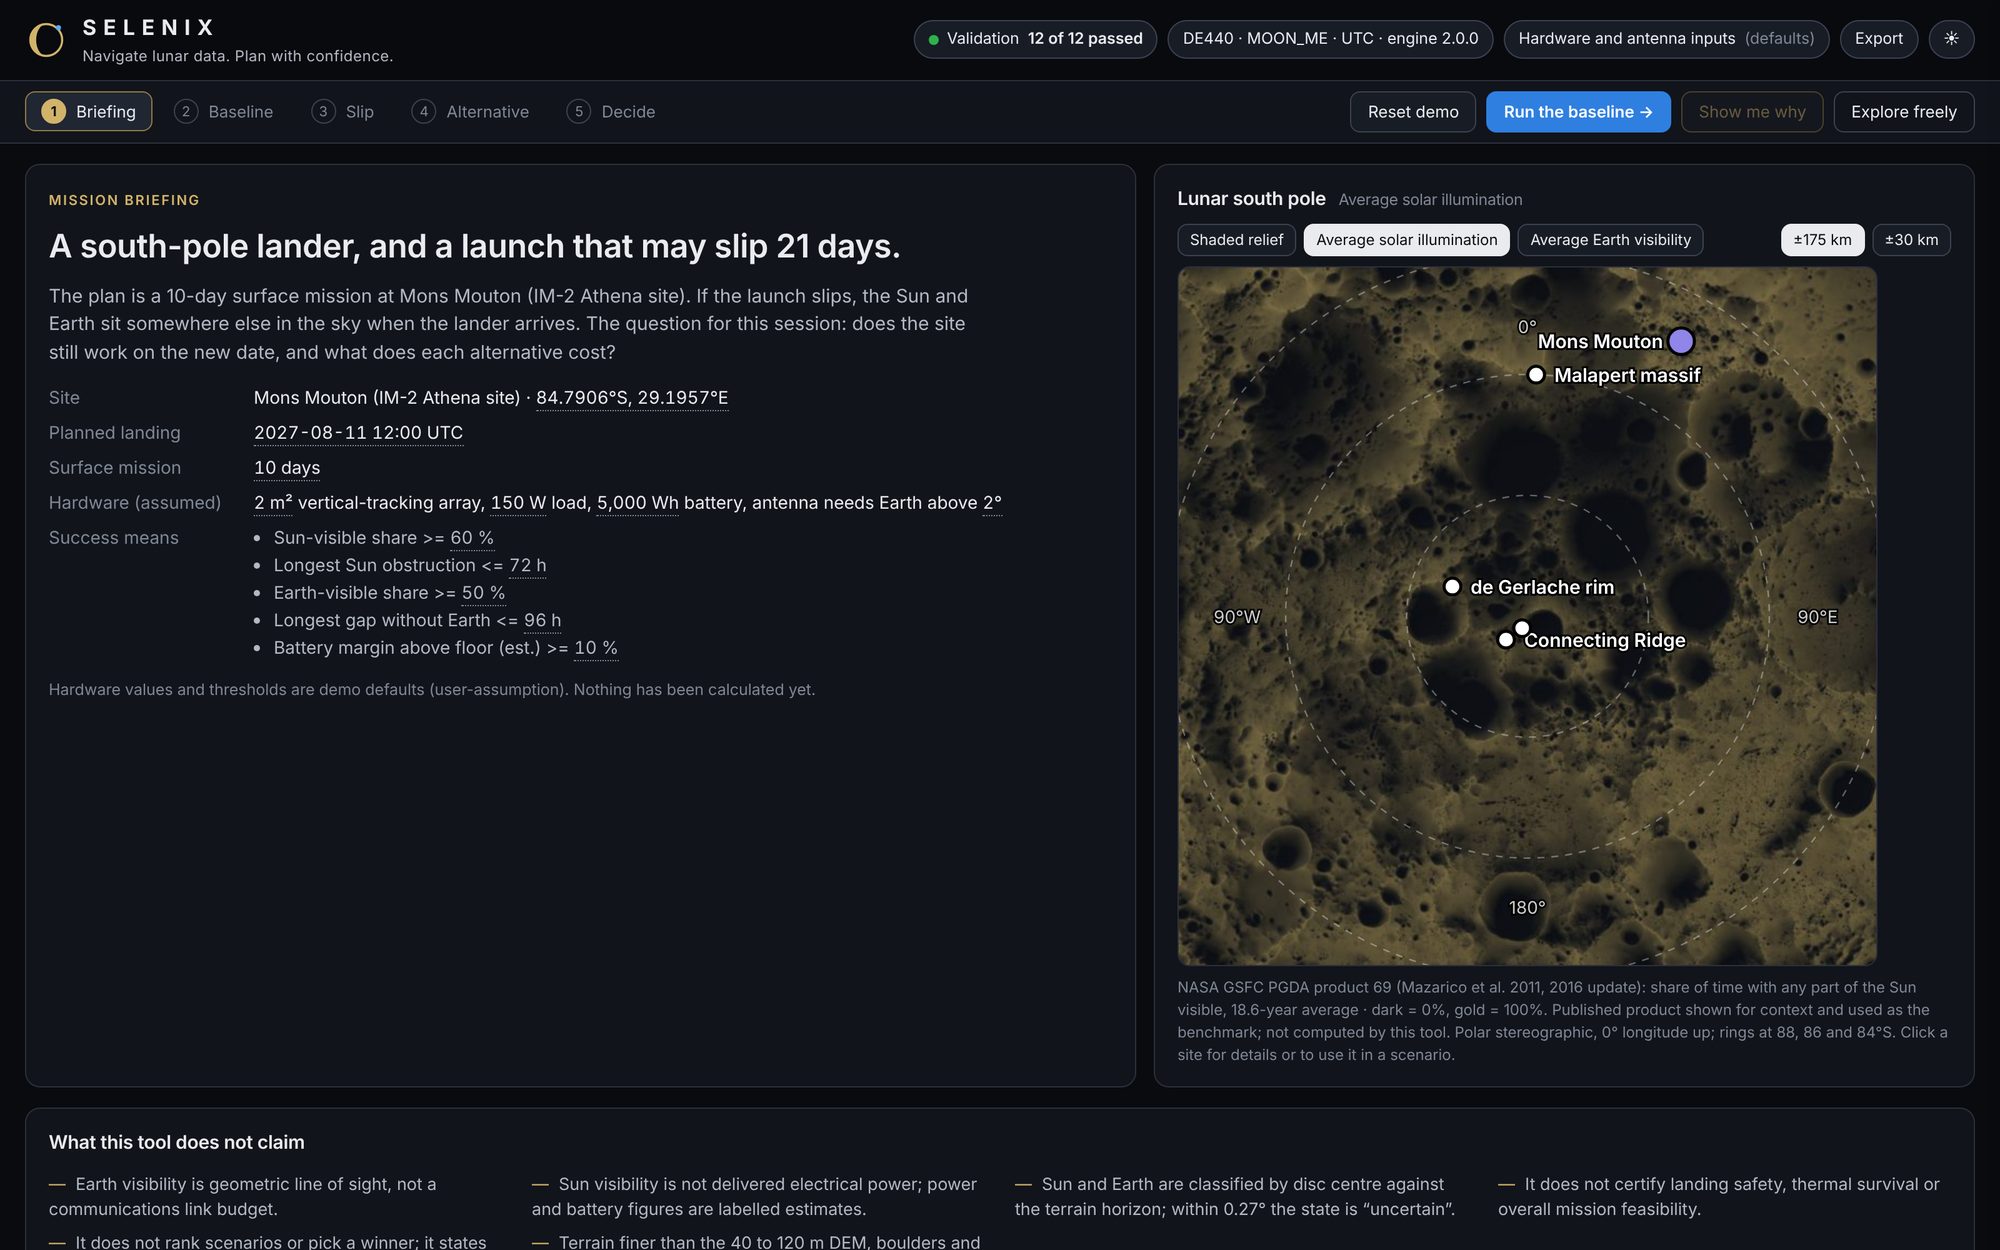 SELENIX
Navigate lunar data. Plan with confidence.
Validation 12 of 12 passed
DE440 · MOON_ME · UTC · engine 2.0.0
Hardware and antenna inputs (defaults)
Export
1 Briefing
2 Baseline
3 Slip
4 Alternative
5 Decide
Reset demo
Run the baseline →
Show me why
Explore freely
MISSION BRIEFING
A south-pole lander, and a launch that may slip 21 days.
The plan is a 10-day surface mission at Mons Mouton (IM-2 Athena site). If the launch slips, the Sun and
Earth sit somewhere else in the sky when the lander arrives. The question for this session: does the site
still work on the new date, and what does each alternative cost?
Site Mons Mouton (IM-2 Athena site) · 84.7906°S, 29.1957°E
Planned landing 2027-08-11 12:00 UTC
Surface mission 10 days
Hardware (assumed) 2 m² vertical-tracking array, 150 W load, 5,000 Wh battery, antenna needs Earth above 2°
Success means
• Sun-visible share >= 60 %
• Longest Sun obstruction <= 72 h
• Earth-visible share >= 50 %
• Longest gap without Earth <= 96 h
• Battery margin above floor (est.) >= 10 %
Hardware values and thresholds are demo defaults (user-assumption). Nothing has been calculated yet.
Lunar south pole Average solar illumination
Shaded relief
Average solar illumination
Average Earth visibility
±175 km
±30 km
0°
Mons Mouton
Malapert massif
de Gerlache rim
90°W
90°E
Connecting Ridge
180°
NASA GSFC PGDA product 69 (Mazarico et al. 2011, 2016 update): share of time with any part of the Sun
visible, 18.6-year average · dark = 0%, gold = 100%. Published product shown for context and used as the
benchmark; not computed by this tool. Polar stereographic, 0° longitude up; rings at 88, 86 and 84°S. Click a
site for details or to use it in a scenario.
What this tool does not claim
— Earth visibility is geometric line of sight, not a
communications link budget.
— Sun visibility is not delivered electrical power; power
and battery figures are labelled estimates.
— Sun and Earth are classified by disc centre against
the terrain horizon; within 0.27° the state is “uncertain”.
— It does not certify landing safety, thermal survival or
overall mission feasibility.
— It does not rank scenarios or pick a winner; it states
— Terrain finer than the 40 to 120 m DEM, boulders and